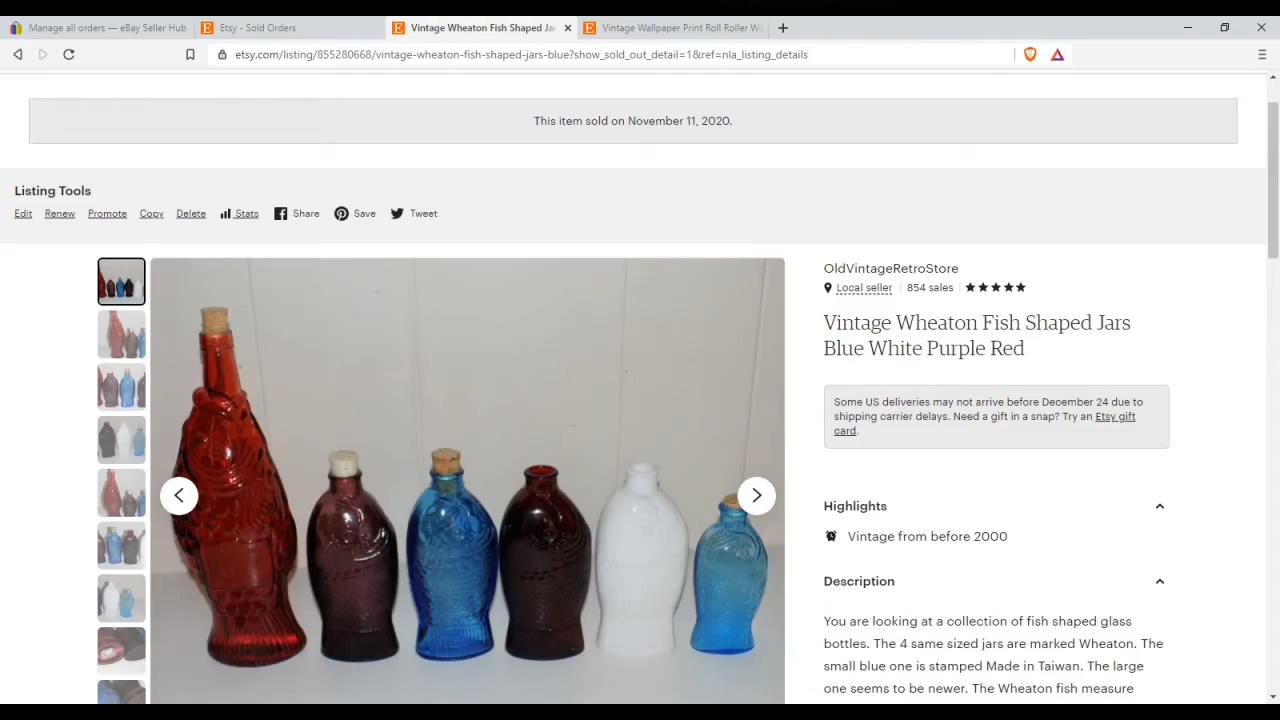 Manage all orders — eBay Seller Hub
Etsy - Sold Orders
Vintage Wheaton Fish Shaped Jar
Vintage Wallpaper Print Roll Roller Wo
etsy.com/listing/855280668/vintage-wheaton-fish-shaped-jars-blue?show_sold_out_detail=1&ref=nla_listing_details
This item sold on November 11, 2020.
Listing Tools
Edit Renew Promote Copy Delete Stats Share Save Tweet
OldVintageRetroStore
Local seller 854 sales
Vintage Wheaton Fish Shaped Jars
Blue White Purple Red
Some US deliveries may not arrive before December 24 due to
shipping carrier delays. Need a gift in a snap? Try an Etsy gift
card.
Highlights
Vintage from before 2000
Description
You are looking at a collection of fish shaped glass
bottles. The 4 same sized jars are marked Wheaton. The
small blue one is stamped Made in Taiwan. The large
one seems to be newer. The Wheaton fish measure